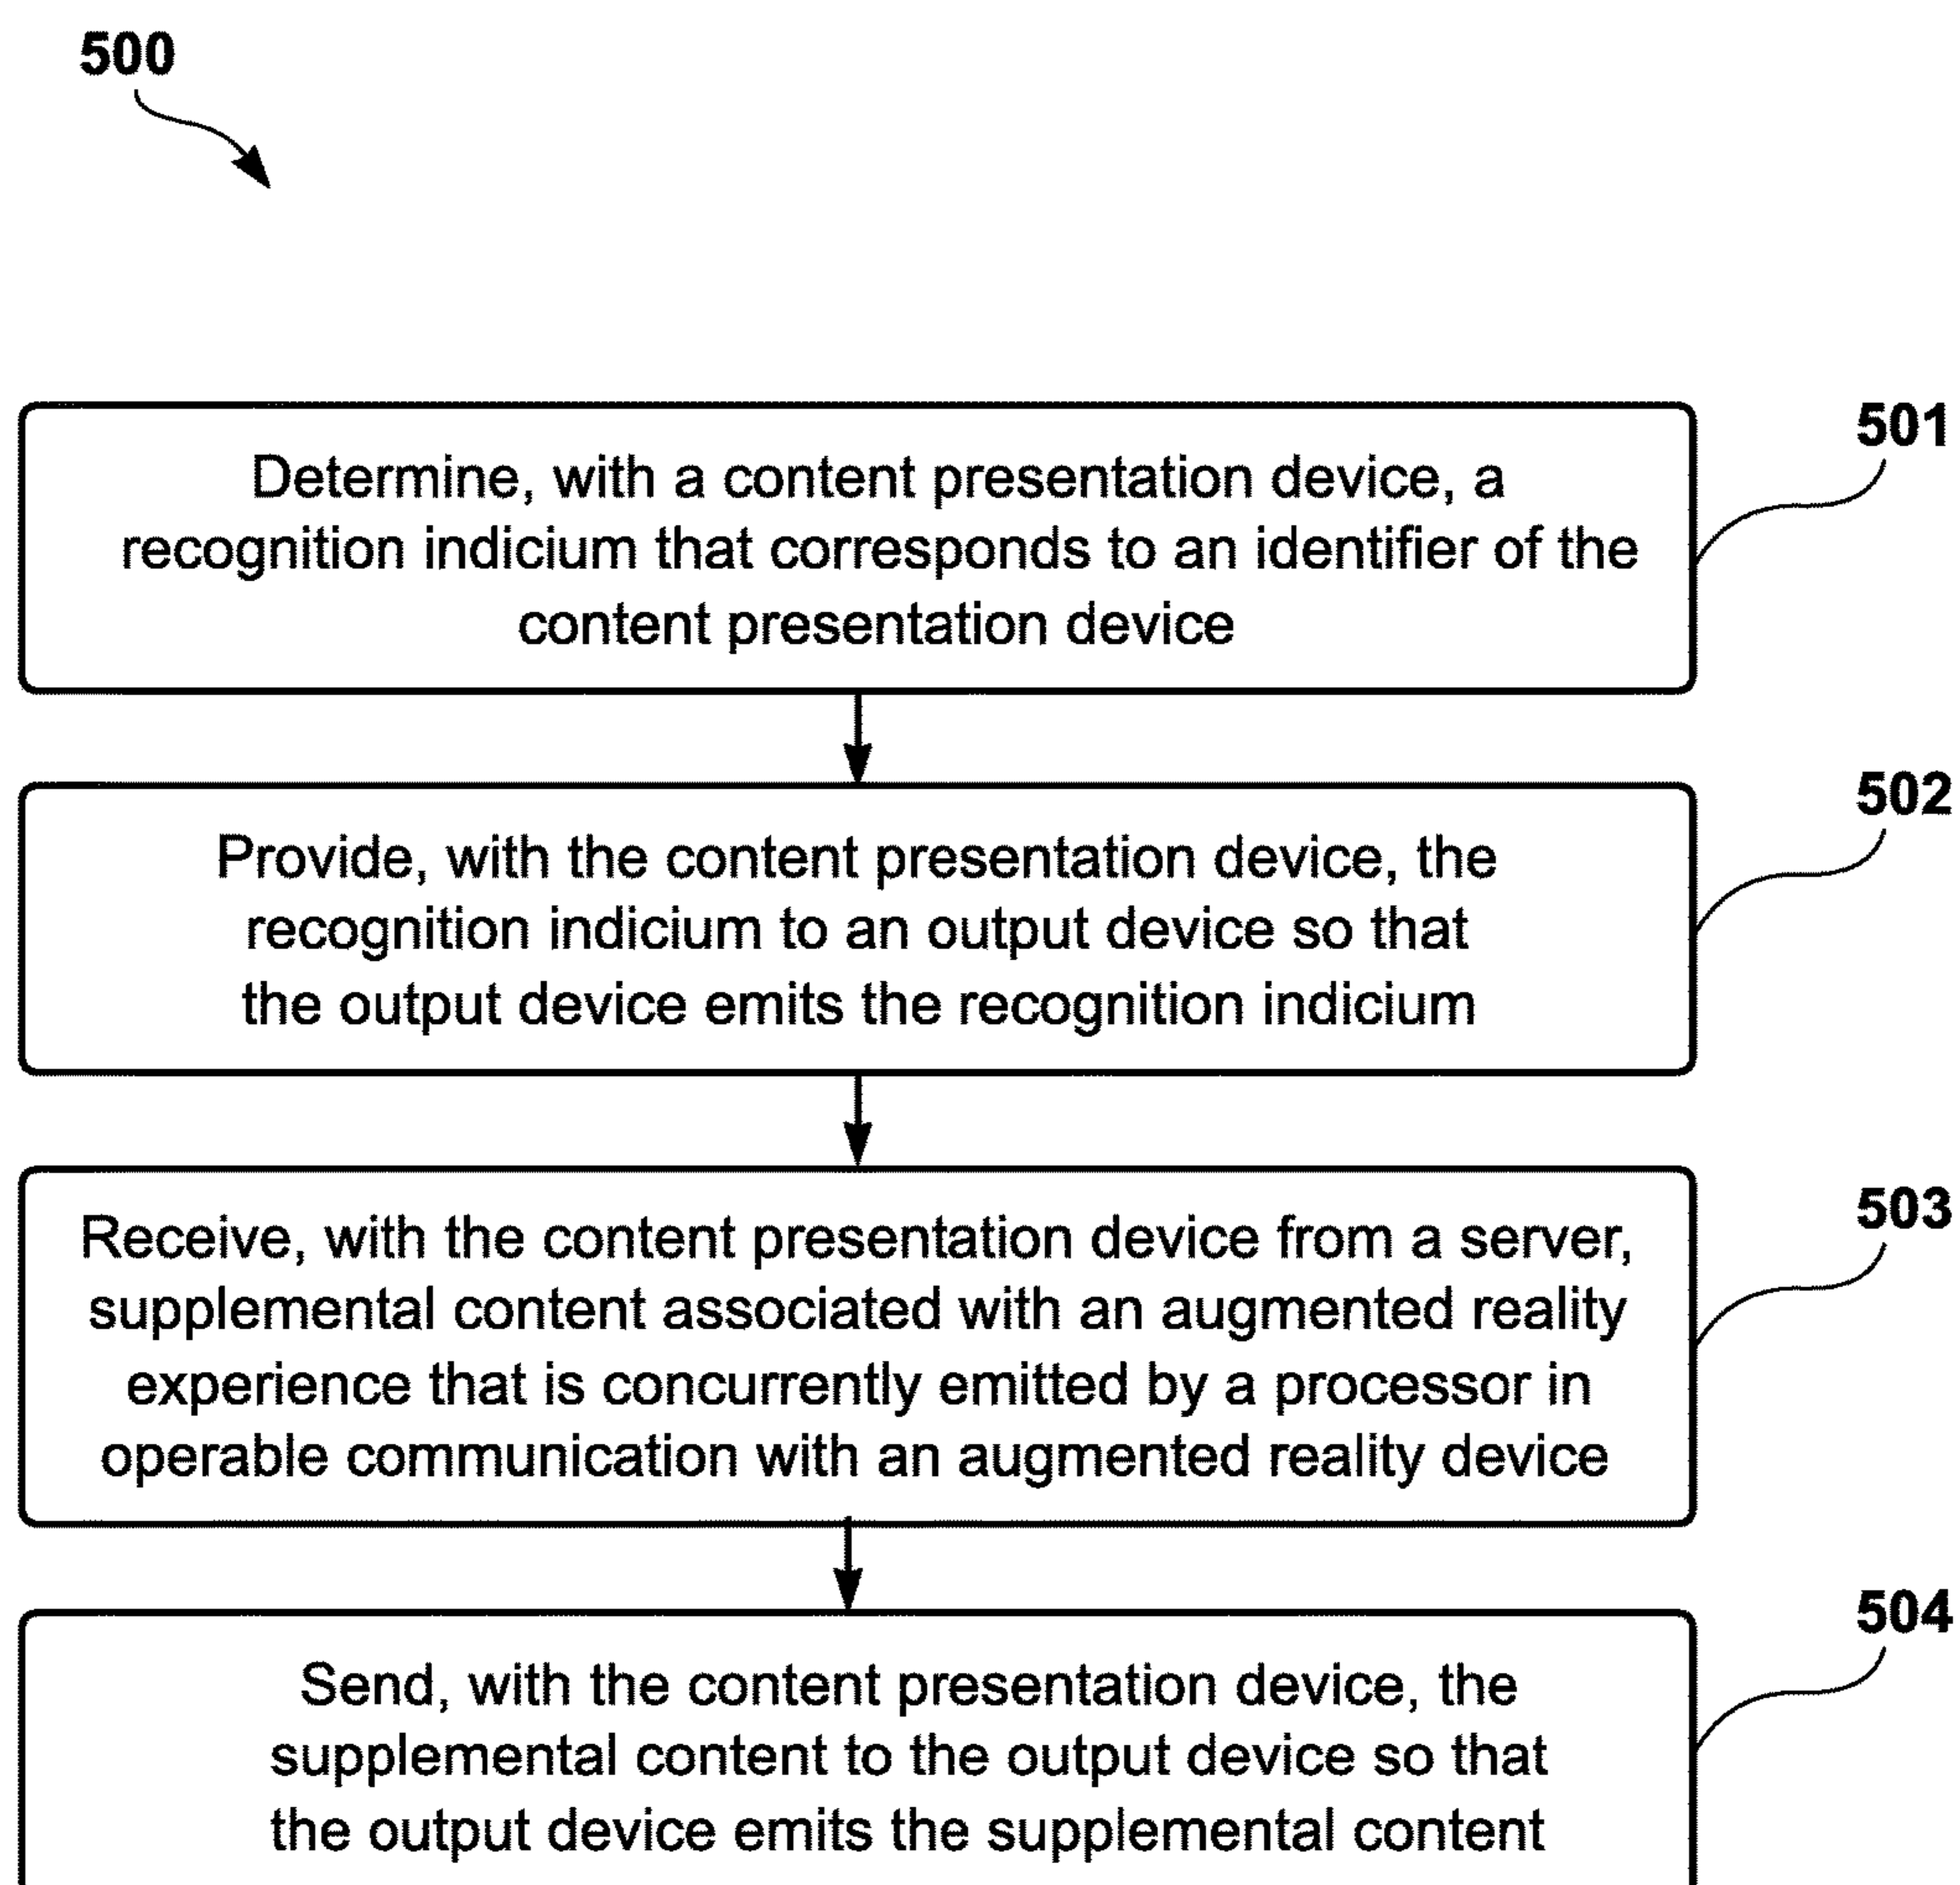 500
501
Determine, with a content presentation device, a
recognition indicium that corresponds to an identifier of the
content presentation device
502
Provide, with the content presentation device, the
recognition indicium to an output device so that
the output device emits the recognition indicium
503
Receive, with the content presentation device from a server,
supplemental content associated with an augmented reality
experience that is concurrently emitted by a processor in
operable communication with an augmented reality device
504
Send, with the content presentation device, the
supplemental content to the output device so that
the output device emits the supplemental content